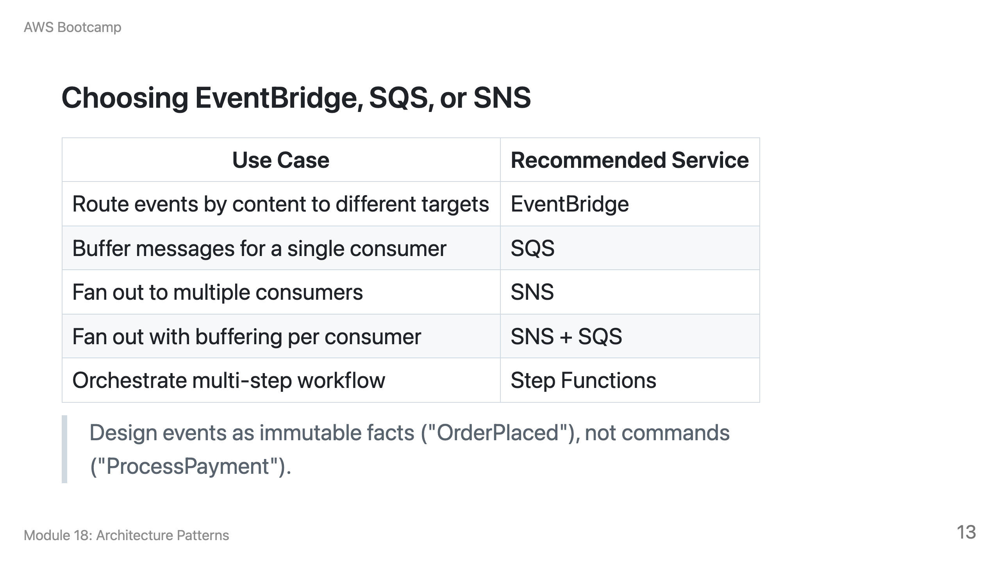 AWS Bootcamp
Choosing EventBridge, SQS, or SNS
Use Case Recommended Service
Route events by content to different targets EventBridge
Buffer messages for a single consumer SQS
Fan out to multiple consumers SNS
Fan out with buffering per consumer SNS + SQS
Orchestrate multi-step workflow Step Functions
Design events as immutable facts ("OrderPlaced"), not commands
("ProcessPayment").
Module 18: Architecture Patterns
13